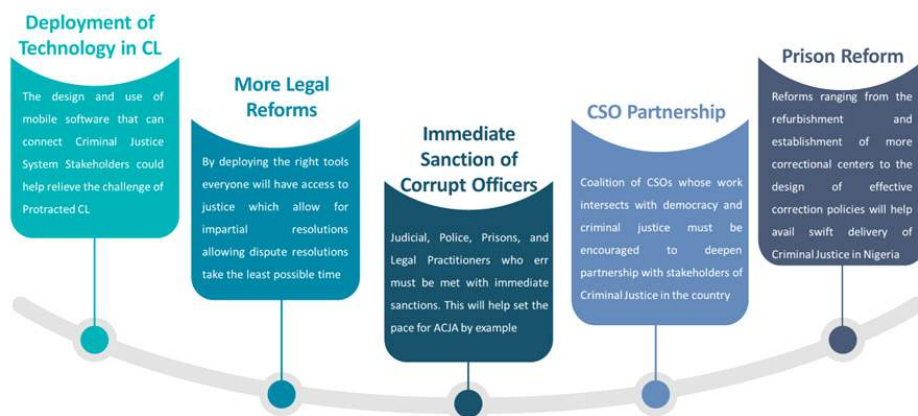 Deployment of
Technology in CL
The design and use of
mobile software that can
connect Criminal Justice
System Stakeholders could
help relieve the challenge of
Protracted CL
More Legal
Reforms
By deploying the right tools
everyone will have access to
justice which allow for
impartial resolutions
allowing dispute resolutions
take the least possible time
Immediate
Sanction of
Corrupt Officers
Judicial, Police, Prisons, and
Legal Practitioners who err
must be met with immediate
sanctions. This will help set the
pace for ACJA by example
CSO Partnership
Coalition of CSOs whose work
intersects with democracy and
criminal justice must be
encouraged to deepen
partnership with stakeholders of
Criminal Justice in the country
Prison Reform
Reforms ranging from the
refurbishment and
establishment of more
correctional centers to the
design of effective
correction policies will help
avail swift delivery of
Criminal Justice in Nigeria